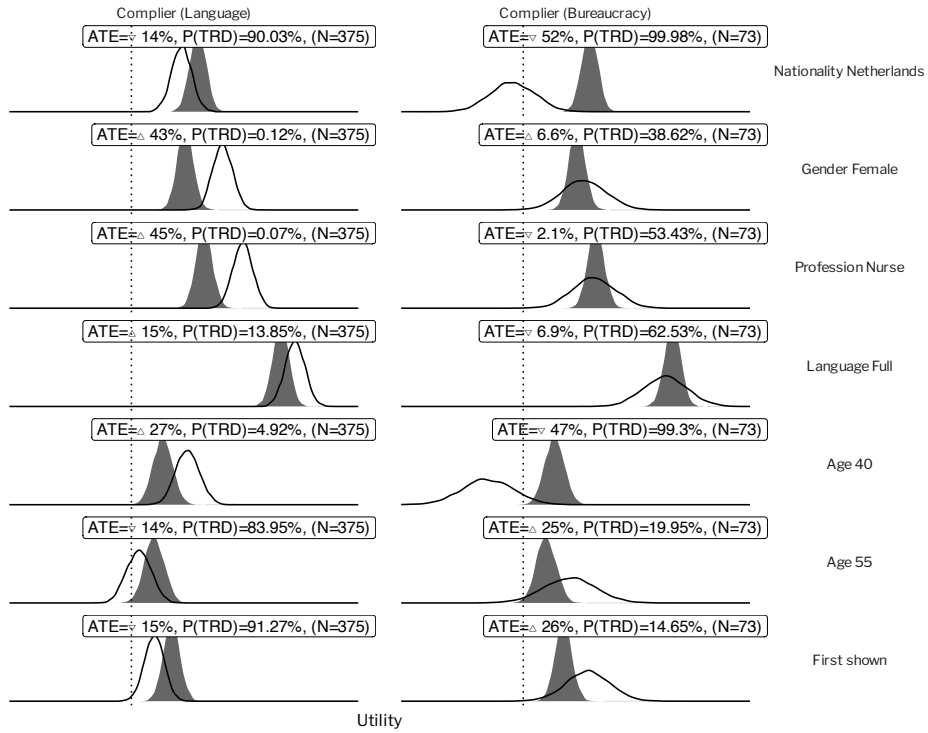 Complier (Language) Complier (Bureaucracy)
ATE=▽ 14%, P(TRD)=90.03%, (N=375) ATE=▽ 52%, P(TRD)=99.98%, (N=73)
Nationality Netherlands
ATE=△ 43%, P(TRD)=0.12%, (N=375) ATE=△ 6.6%, P(TRD)=38.62%, (N=73)
Gender Female
ATE=△ 45%, P(TRD)=0.07%, (N=375) ATE=▽ 2.1%, P(TRD)=53.43%, (N=73)
Profession Nurse
ATE=△ 15%, P(TRD)=13.85%, (N=375) ATE=▽ 6.9%, P(TRD)=62.53%, (N=73)
Language Full
ATE=△ 27%, P(TRD)=4.92%, (N=375) ATE=▽ 47%, P(TRD)=99.3%, (N=73)
Age 40
ATE=▽ 14%, P(TRD)=83.95%, (N=375) ATE=△ 25%, P(TRD)=19.95%, (N=73)
Age 55
ATE=▽ 15%, P(TRD)=91.27%, (N=375) ATE=△ 26%, P(TRD)=14.65%, (N=73)
First shown
Utility